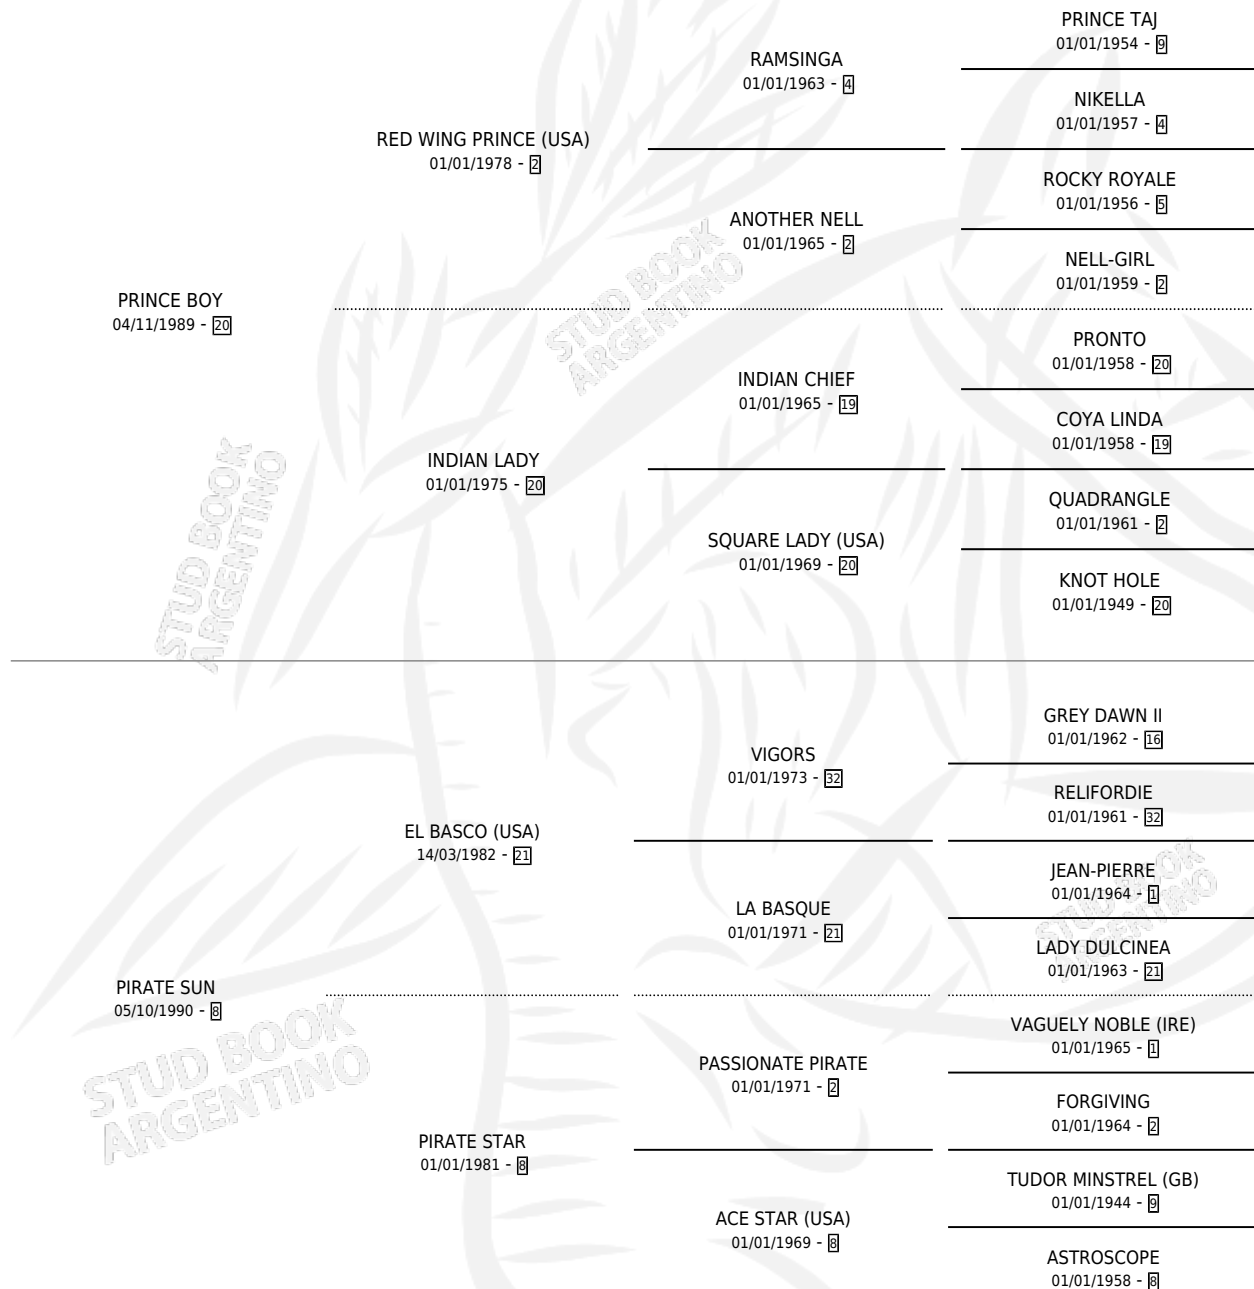 PRINCE TAJ
01/01/1954 - 9
RAMSINGA
01/01/1963 - 4
NIKELLA
01/01/1957 - 4
RED WING PRINCE (USA)
01/01/1978 - 2
ROCKY ROYALE
01/01/1956 - 5
ANOTHER NELL
01/01/1965 - 2
NELL-GIRL
01/01/1959 - 2
PRINCE BOY
04/11/1989 - 20
PRONTO
01/01/1958 - 20
INDIAN CHIEF
01/01/1965 - 19
COYA LINDA
01/01/1958 - 19
INDIAN LADY
01/01/1975 - 20
QUADRANGLE
01/01/1961 - 2
SQUARE LADY (USA)
01/01/1969 - 20
KNOT HOLE
01/01/1949 - 20
GREY DAWN II
01/01/1962 - 16
VIGORS
01/01/1973 - 32
RELIFORDIE
01/01/1961 - 32
EL BASCO (USA)
14/03/1982 - 21
JEAN-PIERRE
01/01/1964 - 1
LA BASQUE
01/01/1971 - 21
LADY DULCINEA
01/01/1963 - 21
PIRATE SUN
05/10/1990 - 8
VAGUELY NOBLE (IRE)
01/01/1965 - 1
PASSIONATE PIRATE
01/01/1971 - 2
FORGIVING
01/01/1964 - 2
PIRATE STAR
01/01/1981 - 8
TUDOR MINSTREL (GB)
01/01/1944 - 9
ACE STAR (USA)
01/01/1969 - 8
ASTROSCOPE
01/01/1958 - 8
STUD BOOK
ARGENTINO
STUD BOOK
ARGENTINO
STUD BOOK
ARGENTINO
STUD BOOK
ARGENTINO